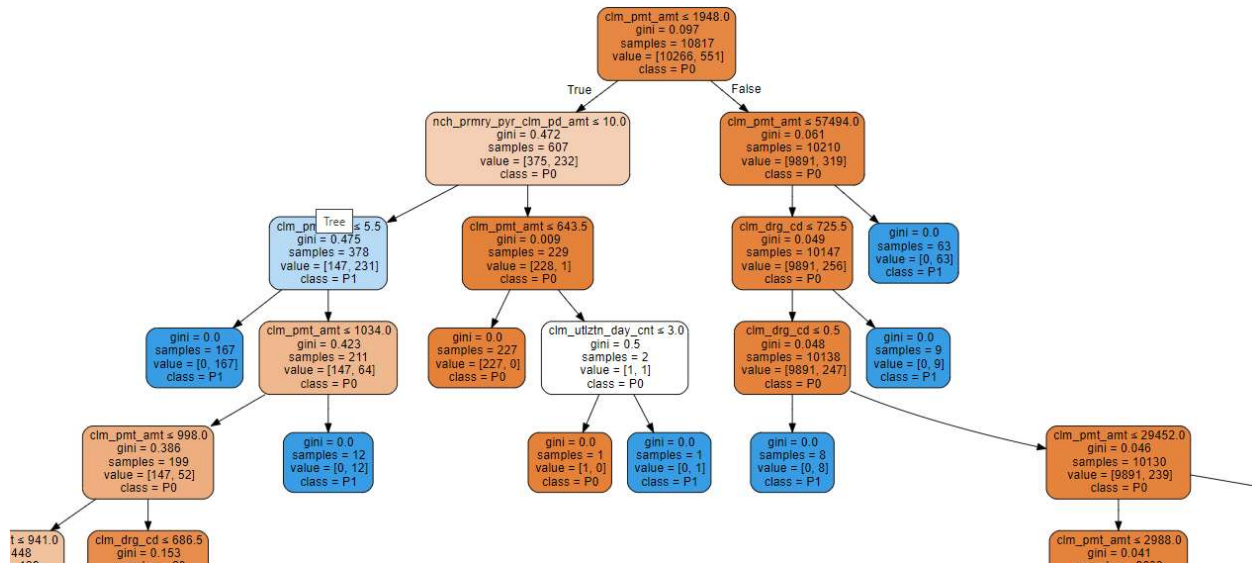 clm_pmt_amt ≤ 1948.0
gini = 0.097
samples = 10817
value = [10266, 551]
class = P0
True
False
nch_prmry_pyr_clm_pd_amt ≤ 10.0
gini = 0.472
samples = 607
value = [375, 232]
class = P0
clm_pmt_amt ≤ 57494.0
gini = 0.061
samples = 10210
value = [9891, 319]
class = P0
clm_pm ≤ 5.5
Tree
gini = 0.475
samples = 378
value = [147, 231]
class = P1
clm_pmt_amt ≤ 643.5
gini = 0.009
samples = 229
value = [228, 1]
class = P0
clm_drg_cd ≤ 725.5
gini = 0.049
samples = 10147
value = [9891, 256]
class = P0
gini = 0.0
samples = 63
value = [0, 63]
class = P1
gini = 0.0
samples = 167
value = [0, 167]
class = P1
clm_pmt_amt ≤ 1034.0
gini = 0.423
samples = 211
value = [147, 64]
class = P0
gini = 0.0
samples = 227
value = [227, 0]
class = P0
clm_utlztn_day_cnt ≤ 3.0
gini = 0.5
samples = 2
value = [1, 1]
class = P0
clm_drg_cd ≤ 0.5
gini = 0.048
samples = 10138
value = [9891, 247]
class = P0
gini = 0.0
samples = 9
value = [0, 9]
class = P1
clm_pmt_amt ≤ 998.0
gini = 0.386
samples = 199
value = [147, 52]
class = P0
gini = 0.0
samples = 12
value = [0, 12]
class = P1
gini = 0.0
samples = 1
value = [1, 0]
class = P0
gini = 0.0
samples = 1
value = [0, 1]
class = P1
gini = 0.0
samples = 8
value = [0, 8]
class = P1
clm_pmt_amt ≤ 29452.0
gini = 0.046
samples = 10130
value = [9891, 239]
class = P0
t ≤ 941.0
448
clm_drg_cd ≤ 686.5
gini = 0.153
clm_pmt_amt ≤ 2988.0
gini = 0.041